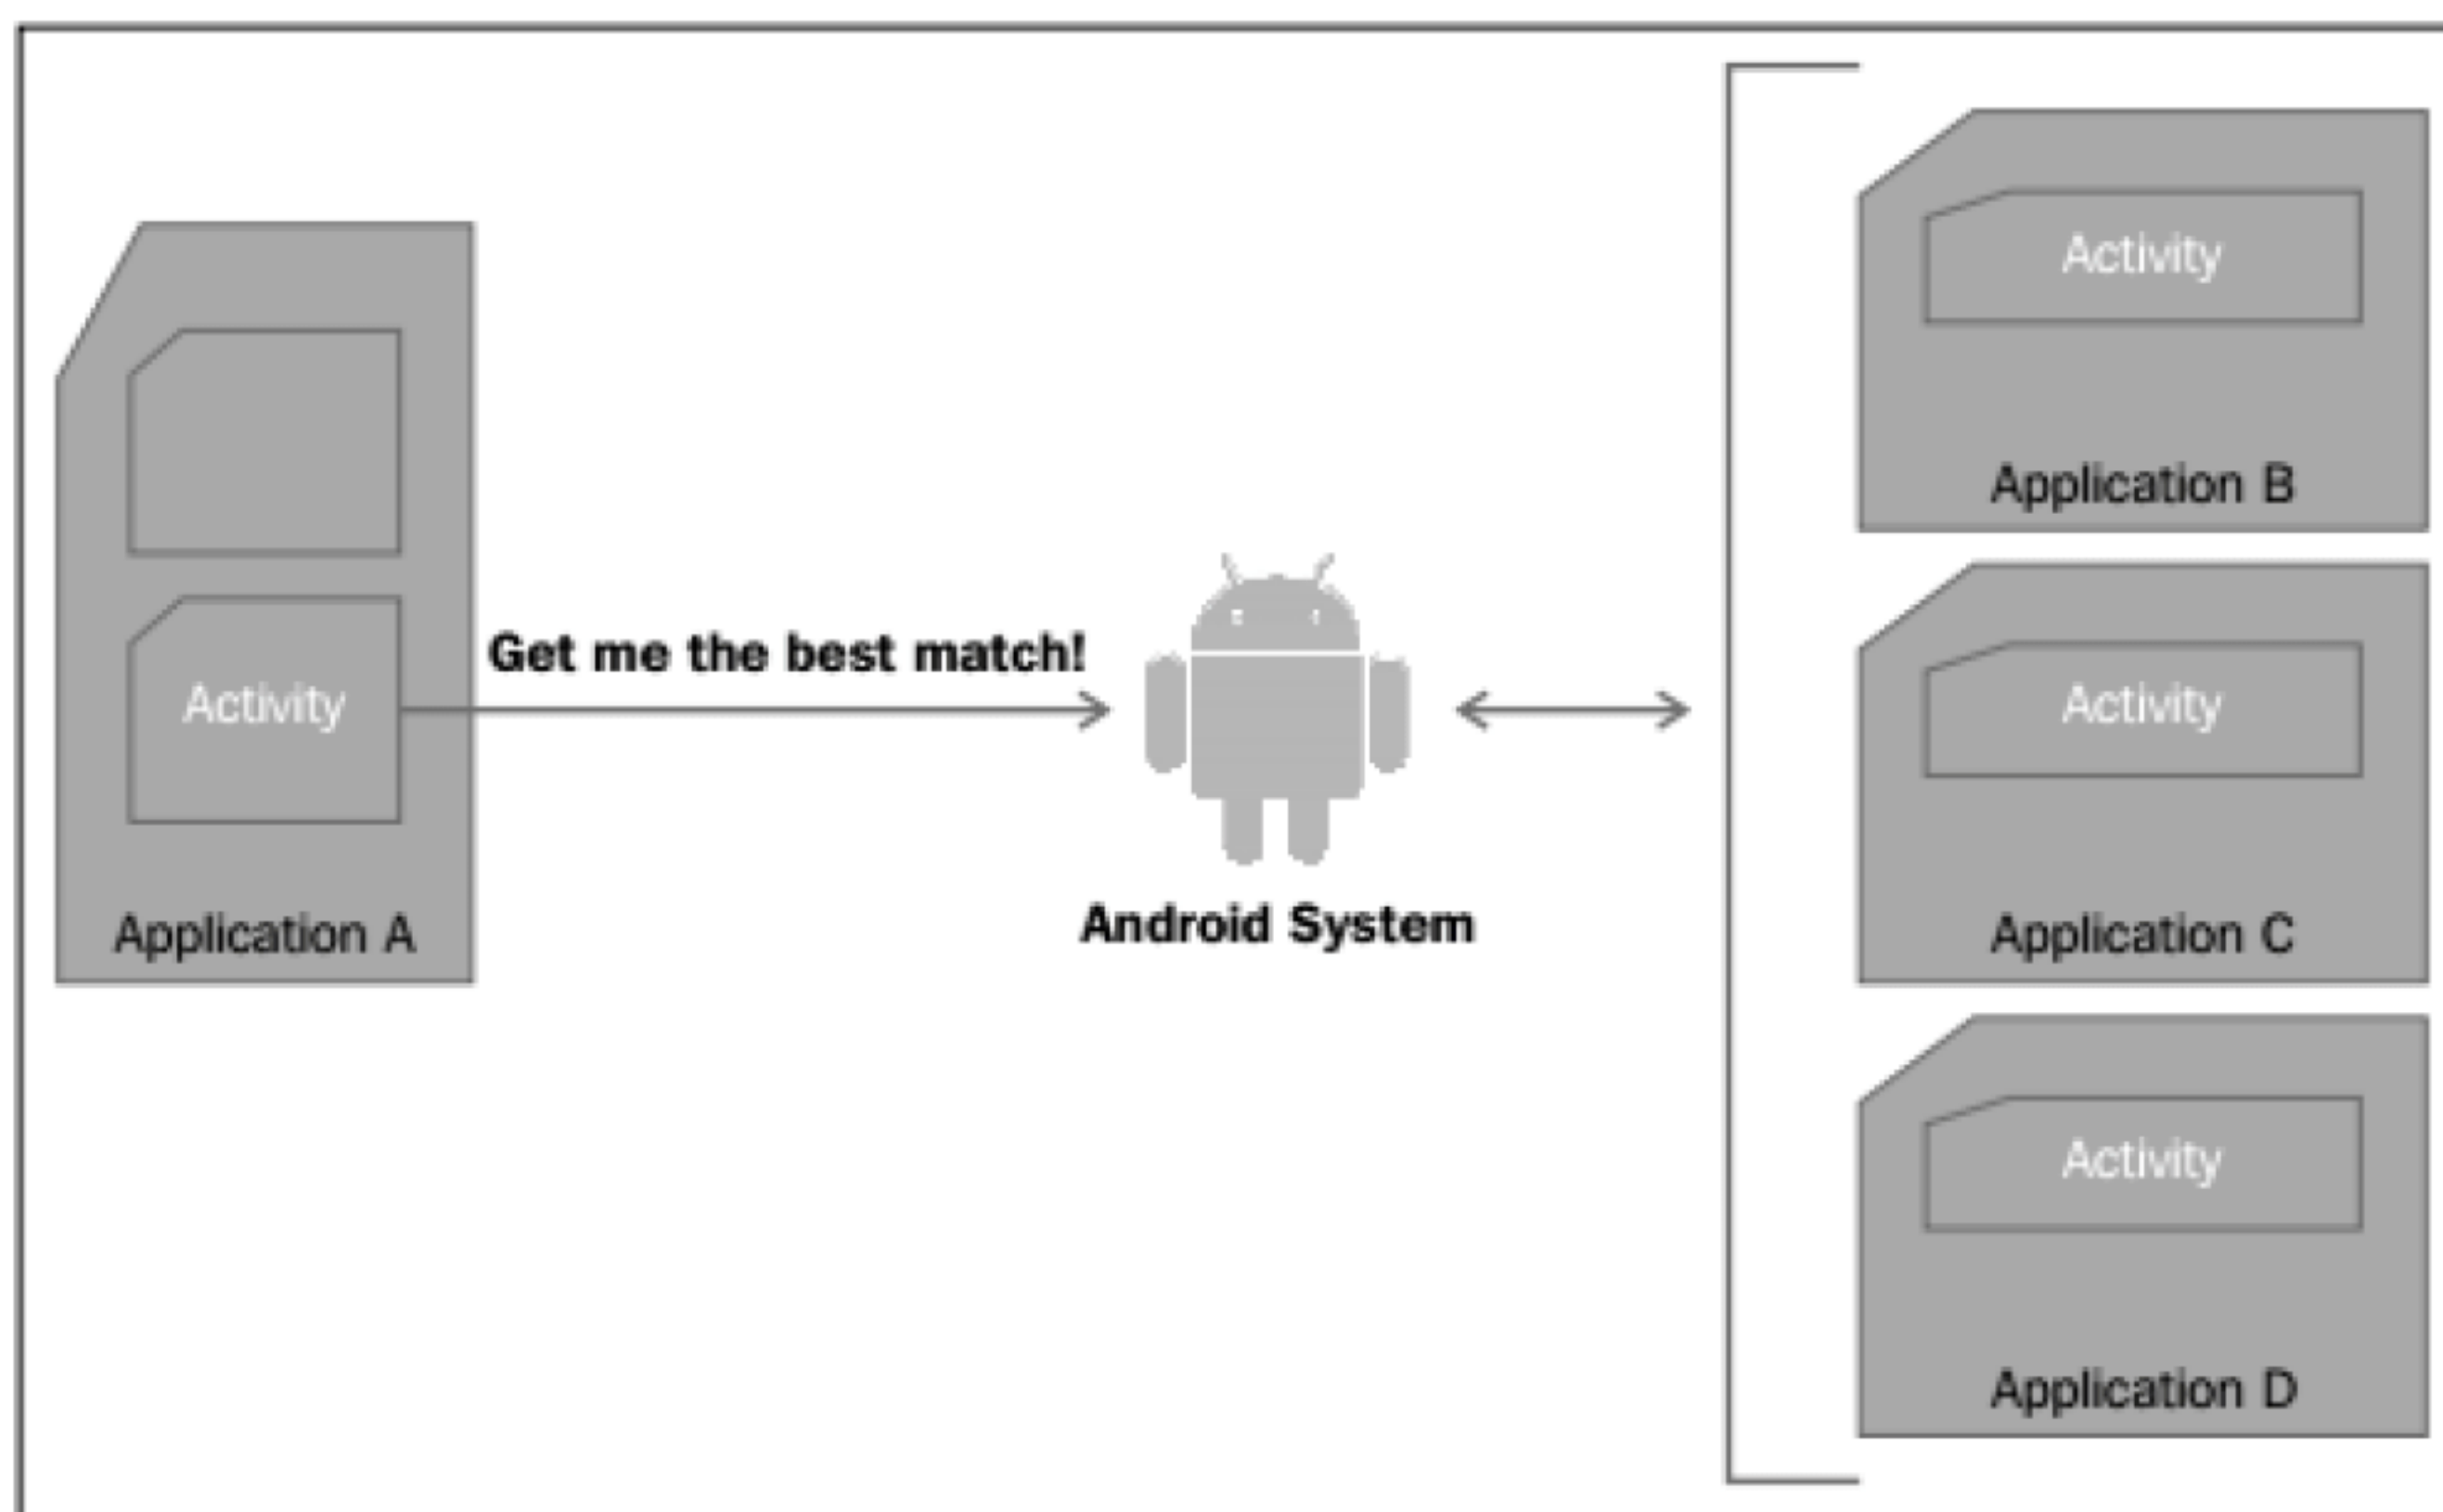 Activity
Application A
Get me the best match!
Android System
Activity
Application B
Activity
Application C
Activity
Application D